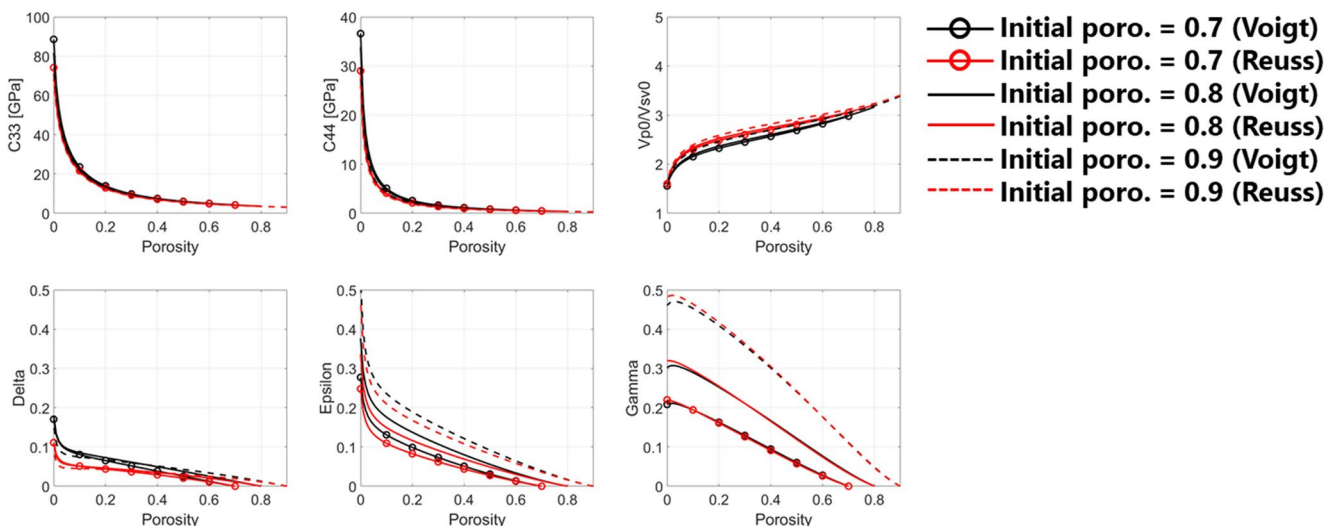 100
80
60
40
20
0
C33 [GPa]
0 0.2 0.4 0.6 0.8
Porosity
40
30
20
10
0
C44 [GPa]
0 0.2 0.4 0.6 0.8
Porosity
5
4
3
2
1
Vp0/Vsv0
0 0.2 0.4 0.6 0.8
Porosity
Initial poro. = 0.7 (Voigt)
Initial poro. = 0.7 (Reuss)
Initial poro. = 0.8 (Voigt)
Initial poro. = 0.8 (Reuss)
Initial poro. = 0.9 (Voigt)
Initial poro. = 0.9 (Reuss)
0.5
0.4
0.3
0.2
0.1
0
Delta
0 0.2 0.4 0.6 0.8
Porosity
0.5
0.4
0.3
0.2
0.1
0
Epsilon
0 0.2 0.4 0.6 0.8
Porosity
0.5
0.4
0.3
0.2
0.1
0
Gamma
0 0.2 0.4 0.6 0.8
Porosity